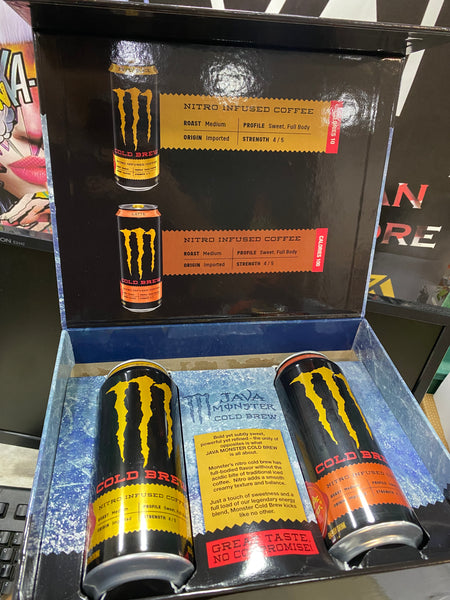 NITRO INFUSED COFFEE
ROAST Medium PROFILE Sweet, Full Body
ORIGIN Imported STRENGTH 4/5
CALORIES 10
COLD BREW
NITRO INFUSED COFFEE
ROAST Medium PROFILE Sweet, Full Body
ORIGIN Imported STRENGTH 4/5
CALORIES 100
LATTE
COLD BREW
AN
ORE
JAVA
MONSTER
COLD BREW
Bold yet subtly sweet,
powerful yet refined – the unity of
opposites is what
JAVA MONSTER COLD BREW
is all about.
Monster's nitro cold brew has
full-bodied flavor without the
acidic bite of traditional iced
coffee. Nitro adds a smooth
creamy texture and balance.
Just a touch of sweetness and a
full load of our legendary energy
blend, Monster Cold Brew kicks
like no other.
GREAT TASTE,
NO COMPROMISE!
COLD BREW
NITRO INFUSED COFFEE
STRENGTH 4/5
COLD BREW
NITRO INFUSED